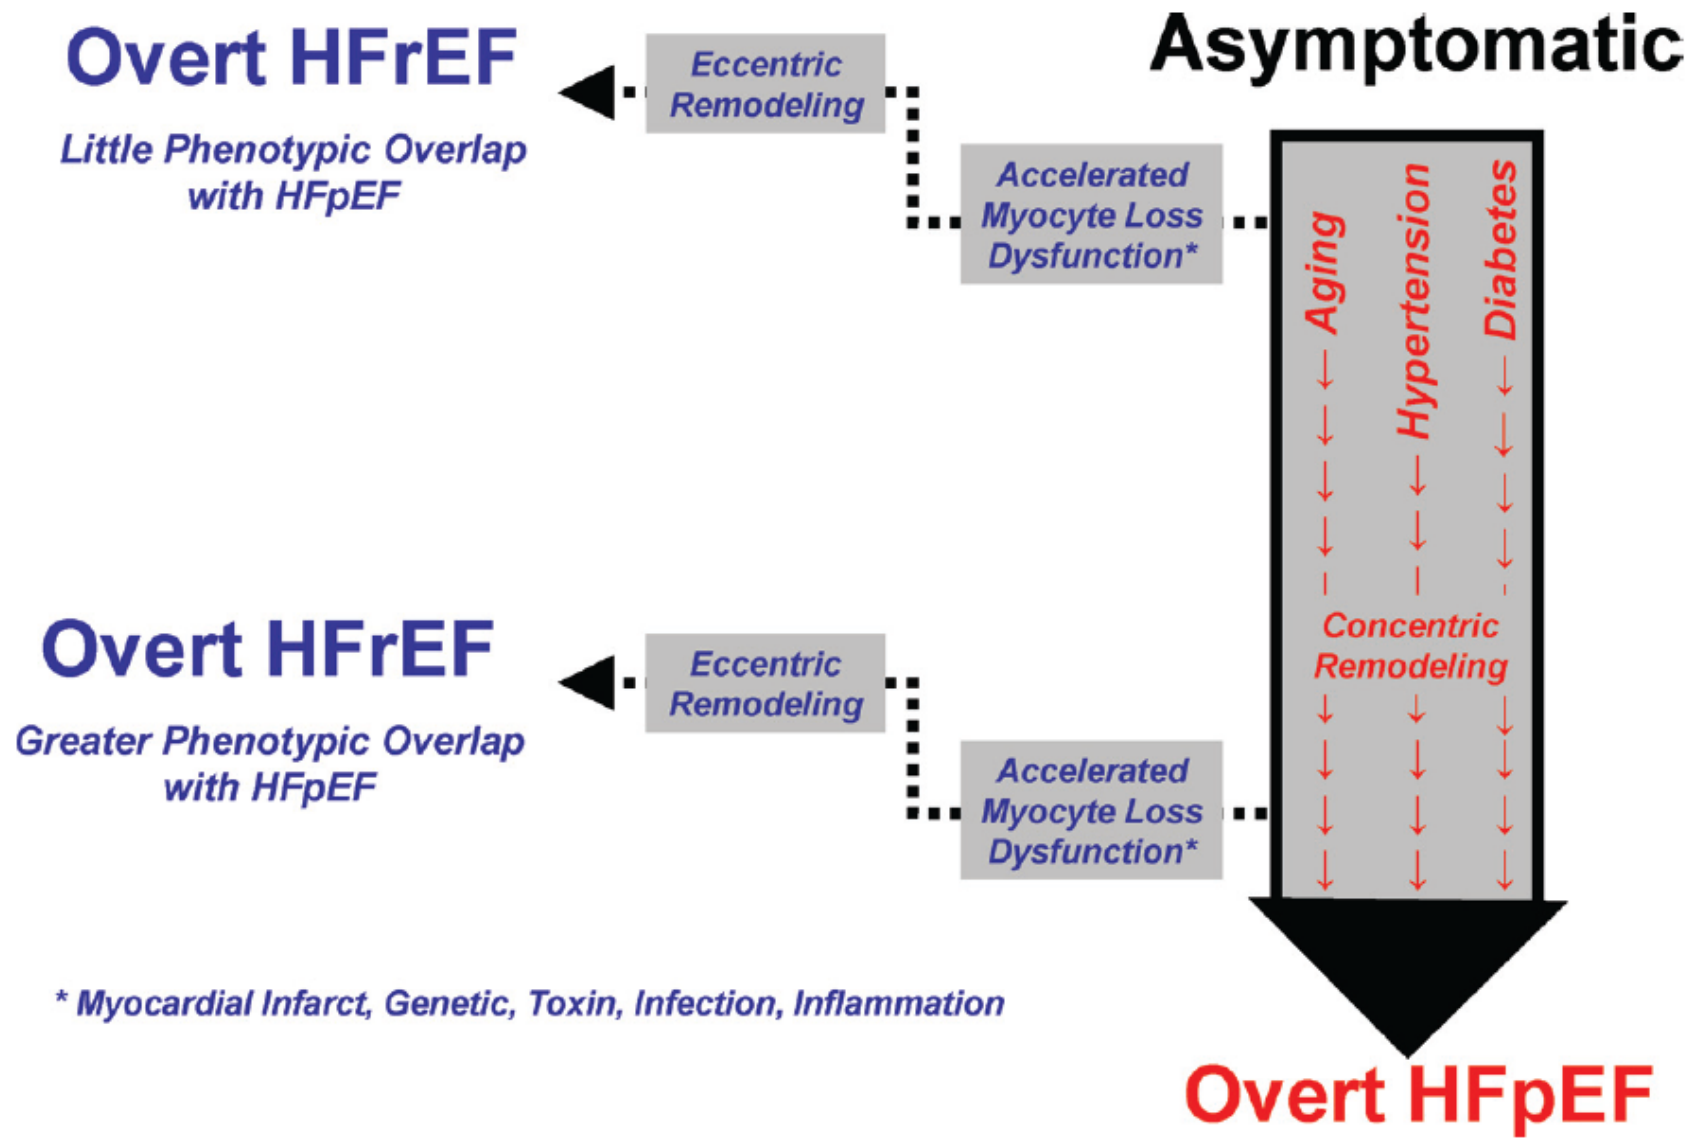 Overt HFrEF
Little Phenotypic Overlap
with HFpEF
Eccentric
Remodeling
Accelerated
Myocyte Loss
Dysfunction*
Asymptomatic
Aging
Hypertension
Diabetes
Concentric
Remodeling
Overt HFrEF
Greater Phenotypic Overlap
with HFpEF
Eccentric
Remodeling
Accelerated
Myocyte Loss
Dysfunction*
* Myocardial Infarct, Genetic, Toxin, Infection, Inflammation
Overt HFpEF